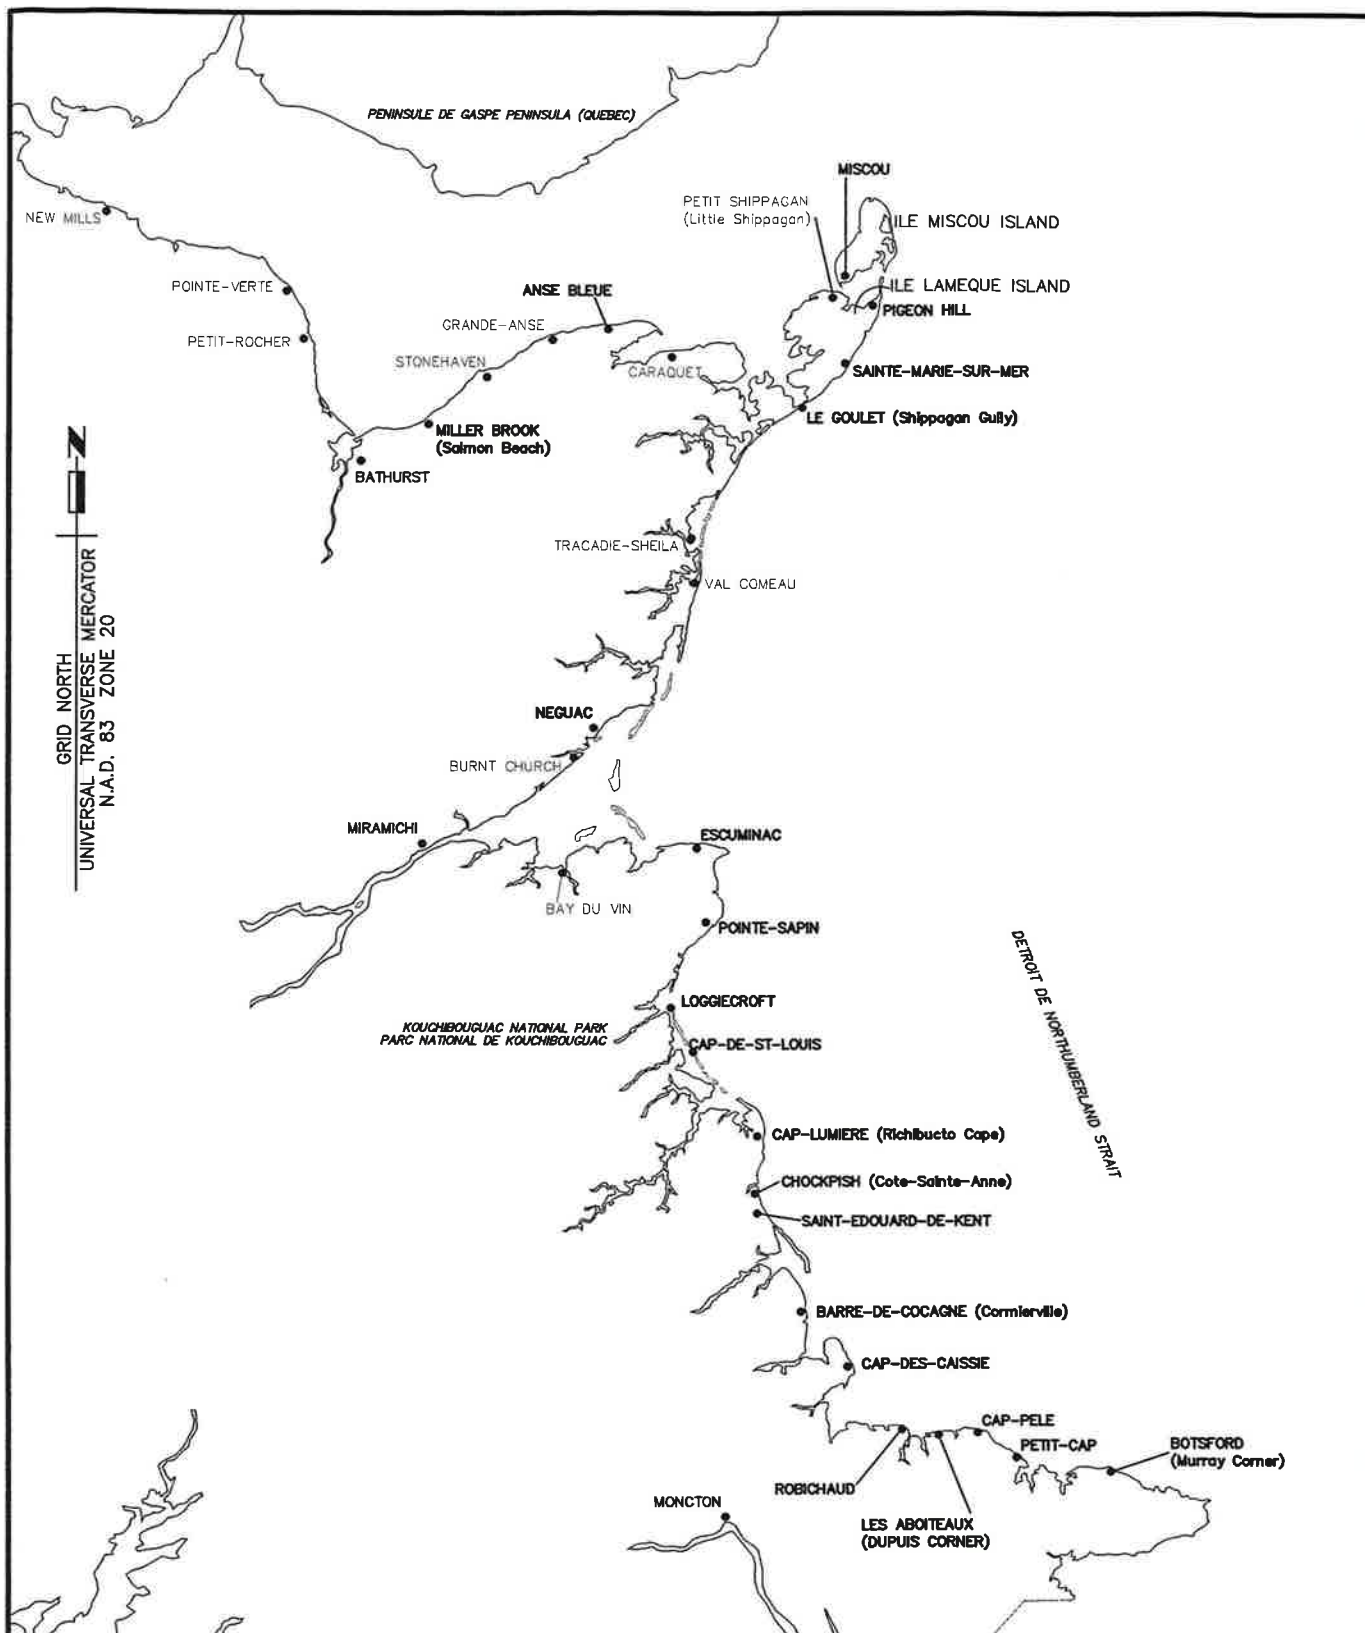 PENINSULE DE GASPE PENINSULA (QUEBEC)
MISCOU
PETIT SHIPPAGAN
(Little Shippagan)
NEW MILLS
ILE MISCOU ISLAND
POINTE-VERTE
ANSE BLEUE
ILE LAMEQUE ISLAND
PIGEON HILL
GRANDE-ANSE
PETIT-ROCHER
STONEHAVEN
CARAQUET
SAINTE-MARIE-SUR-MER
LE GOULET (Shippagan Gully)
MILLER BROOK
(Salmon Beach)
BATHURST
N
GRID NORTH
UNIVERSAL TRANSVERSE MERCATOR
N.A.D. 83 ZONE 20
TRACADIE-SHEILA
VAL COMEAU
NEGUAC
BURNT CHURCH
MIRAMICHI
ESCUMINAC
BAY DU VIN
POINTE-SAPIN
DETROIT DE NORTHUMBERLAND STRAIT
LOGGIECROFT
KOUCHIBOUGUAC NATIONAL PARK
PARC NATIONAL DE KOUCHIBOUGUAC
CAP-DE-ST-LOUIS
CAP-LUMIERE (Richibucto Cape)
CHOCKPISH (Cote-Sainte-Anne)
SAINT-EDOUARD-DE-KENT
BARRE-DE-COCAGNE (Cormierville)
CAP-DES-CAISSIE
CAP-PELE
PETIT-CAP
BOTSFORD
(Murray Corner)
ROBICHAUD
MONCTON
LES ABOITEAUX
(DUPUIS CORNER)